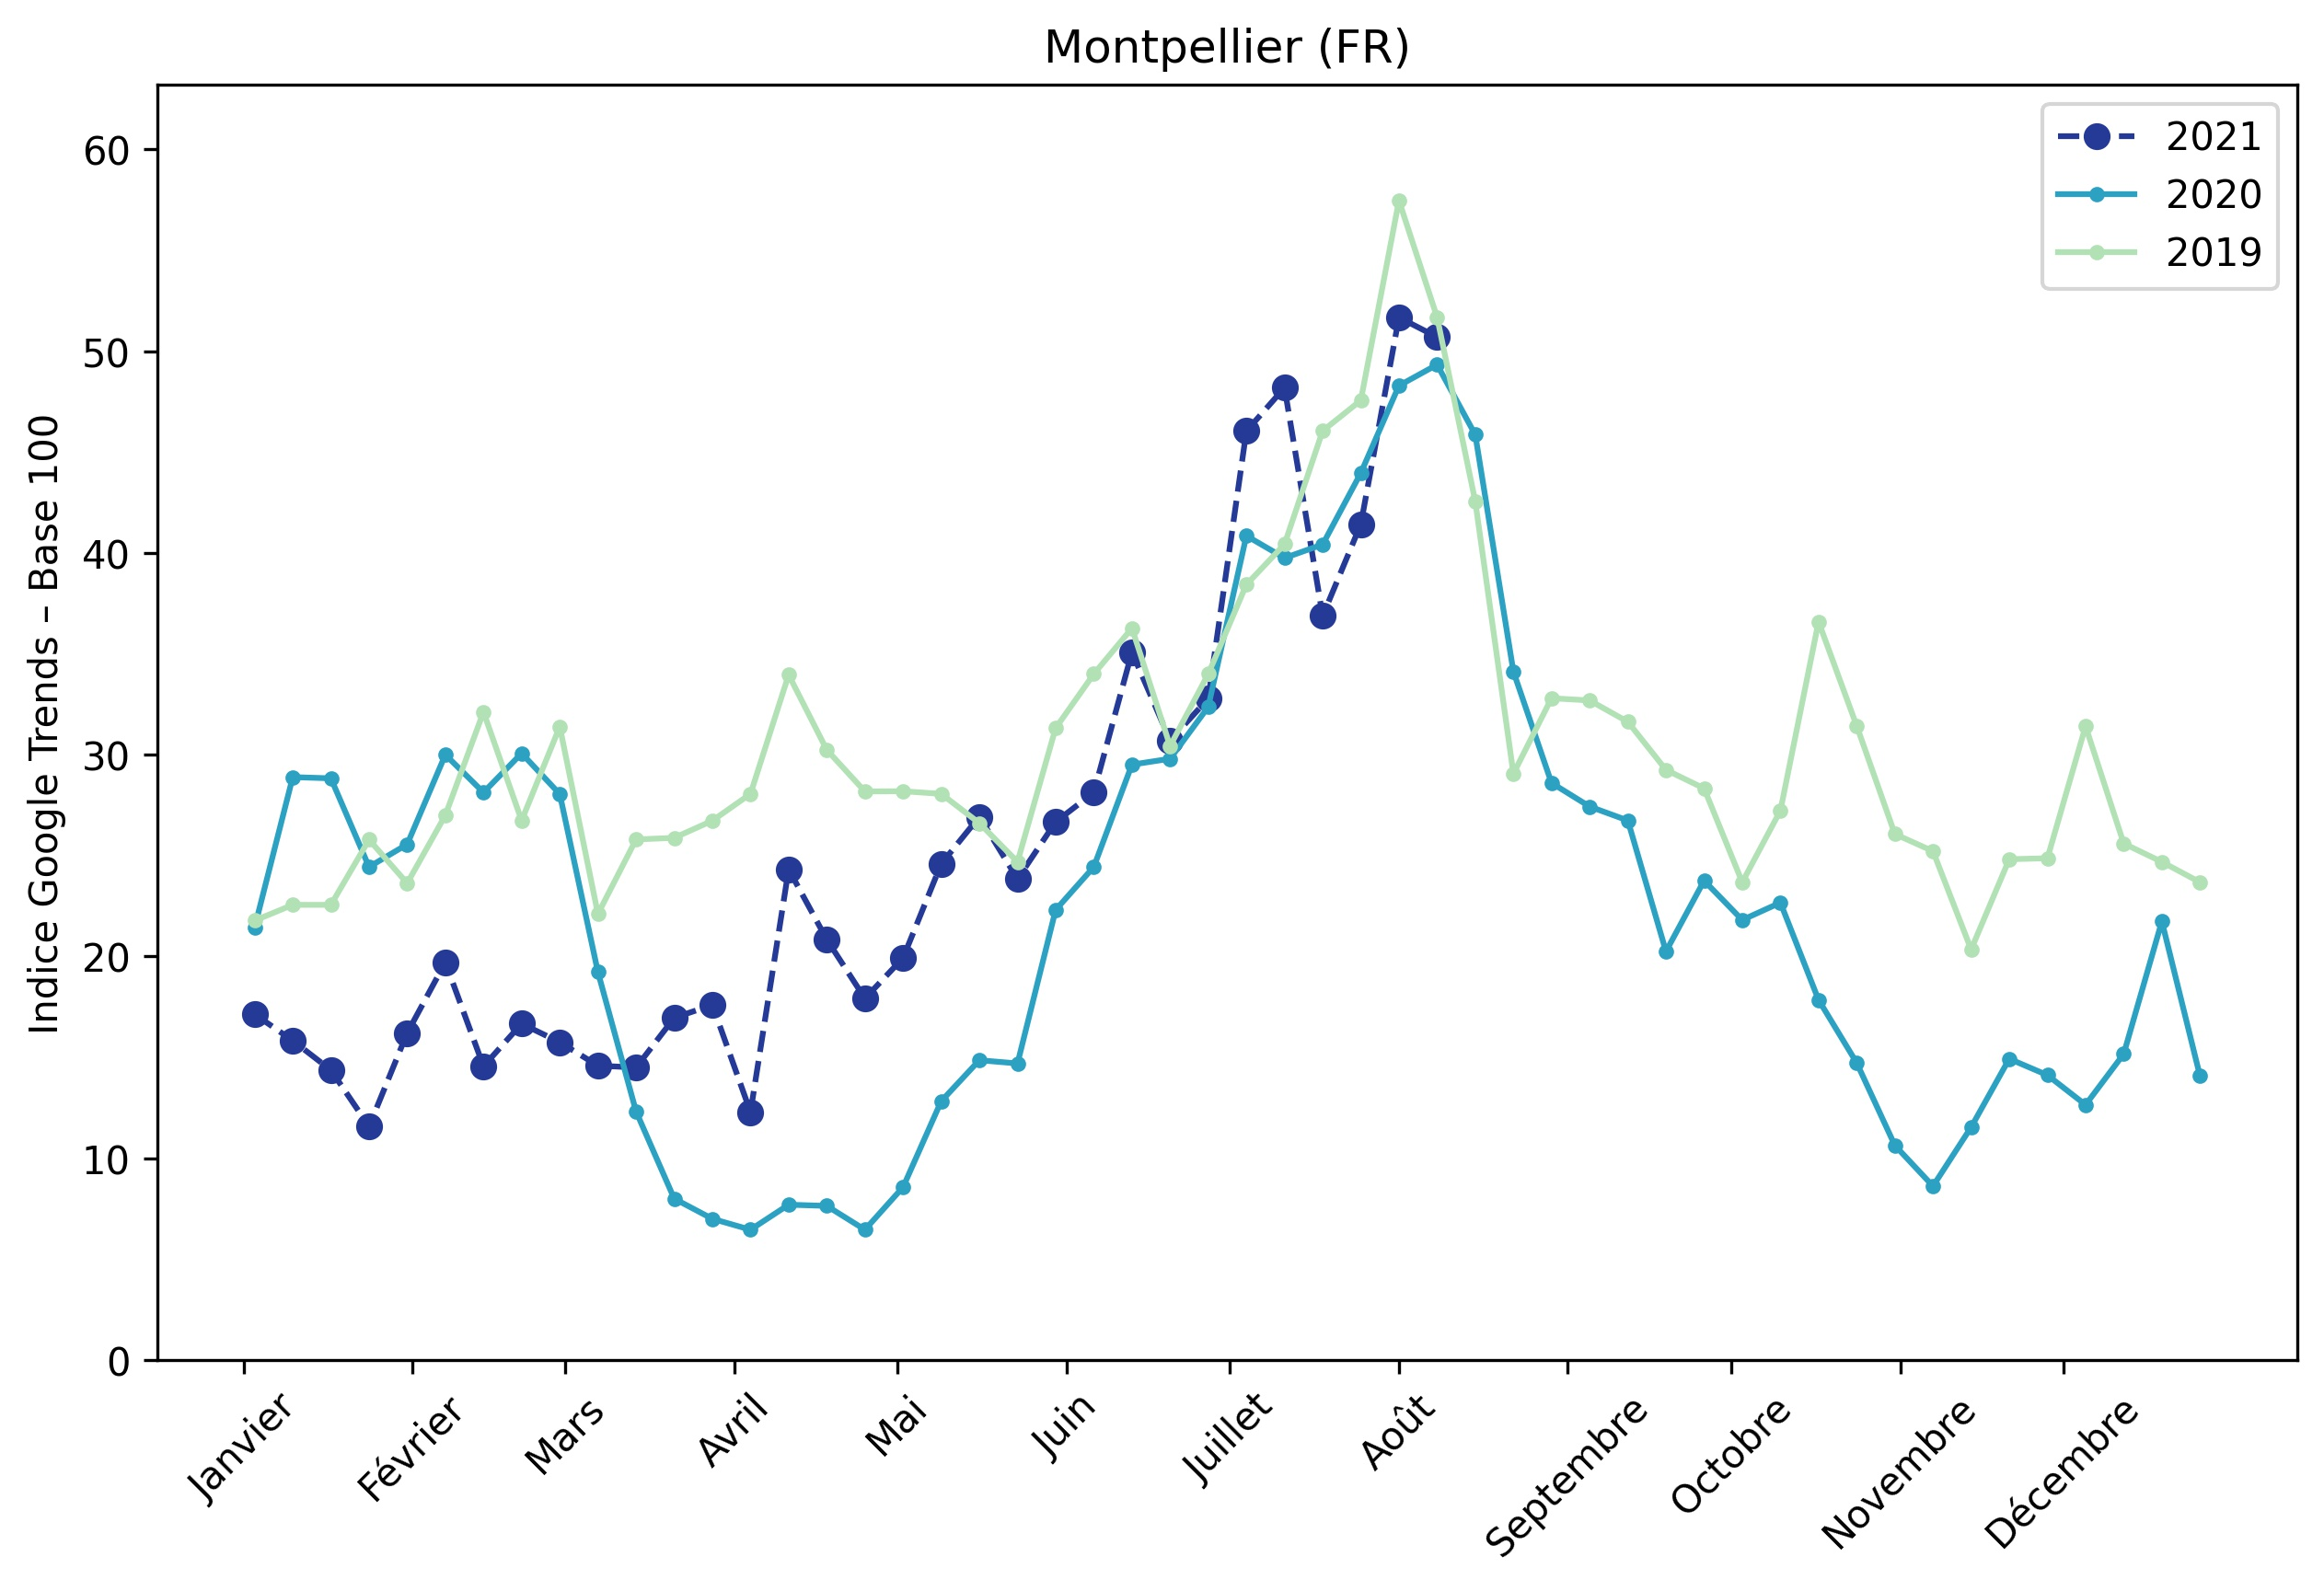 Montpellier (FR)
2021
2020
2019
Indice Google Trends – Base 100
60
50
40
30
20
10
0
Janvier
Février
Mars
Avril
Mai
Juin
Juillet
Août
Septembre
Octobre
Novembre
Décembre